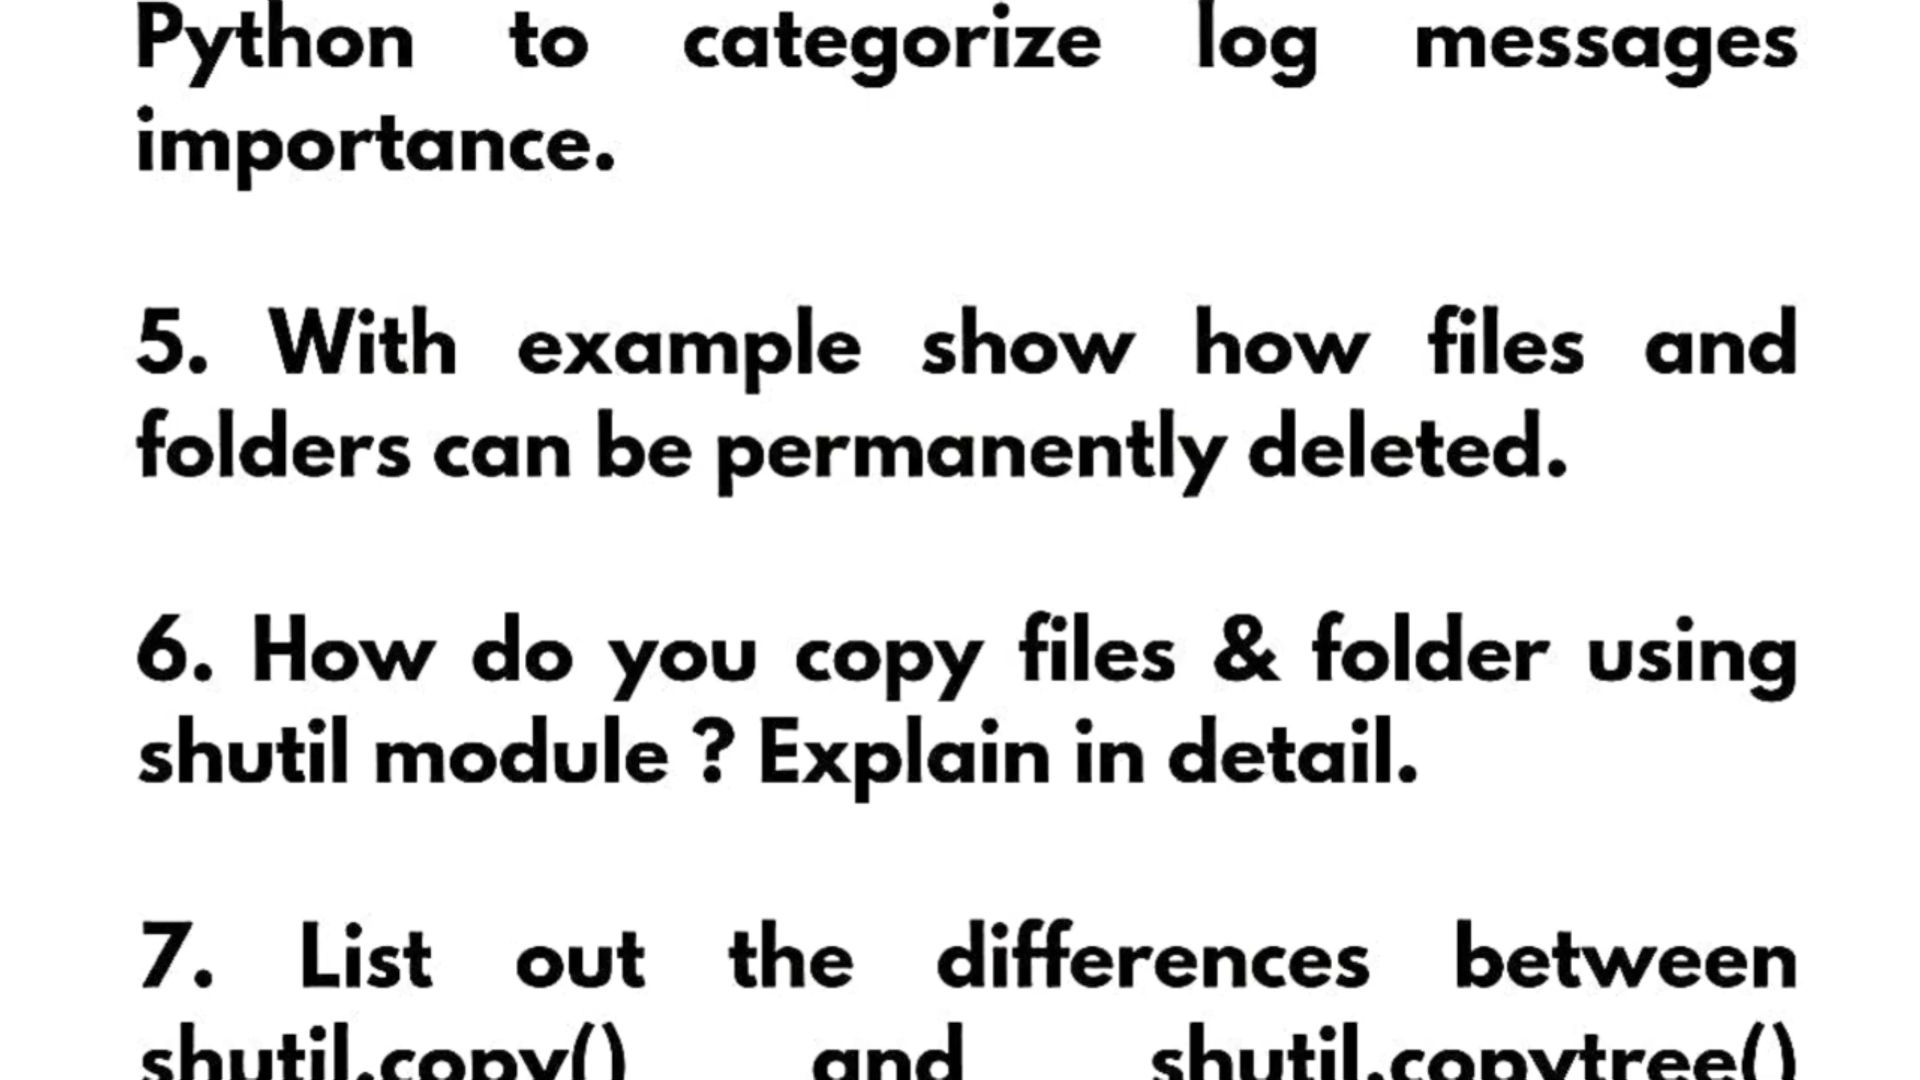 Python to categorize log messages
importance.
5. With example show how files and
folders can be permanently deleted.
6. How do you copy files & folder using
shutil module ? Explain in detail.
7. List out the differences between
shutil.copy() and shutil.copytree()